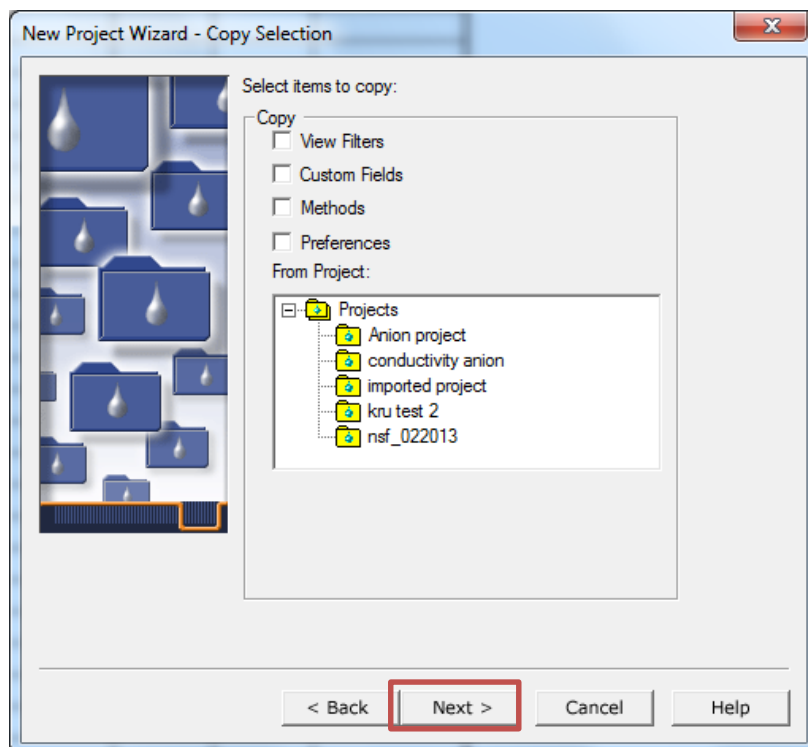 New Project Wizard - Copy Selection
Select items to copy:
Copy
View Filters
Custom Fields
Methods
Preferences
From Project:
Projects
Anion project
conductivity anion
imported project
kru test 2
nsf_022013
< Back Next > Cancel Help